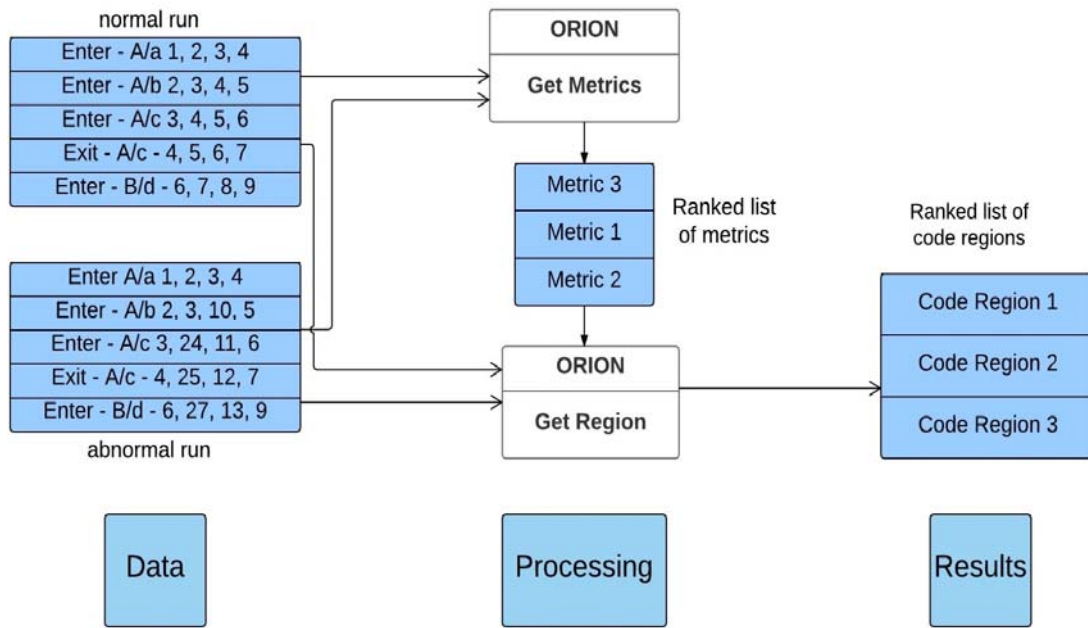 normal run
Enter - A/a 1, 2, 3, 4
Enter - A/b 2, 3, 4, 5
Enter - A/c 3, 4, 5, 6
Exit - A/c - 4, 5, 6, 7
Enter - B/d - 6, 7, 8, 9
Enter A/a 1, 2, 3, 4
Enter - A/b 2, 3, 10, 5
Enter - A/c 3, 24, 11, 6
Exit - A/c - 4, 25, 12, 7
Enter - B/d - 6, 27, 13, 9
abnormal run
ORION
Get Metrics
Metric 3
Metric 1
Metric 2
Ranked list
of metrics
ORION
Get Region
Ranked list of
code regions
Code Region 1
Code Region 2
Code Region 3
Data
Processing
Results